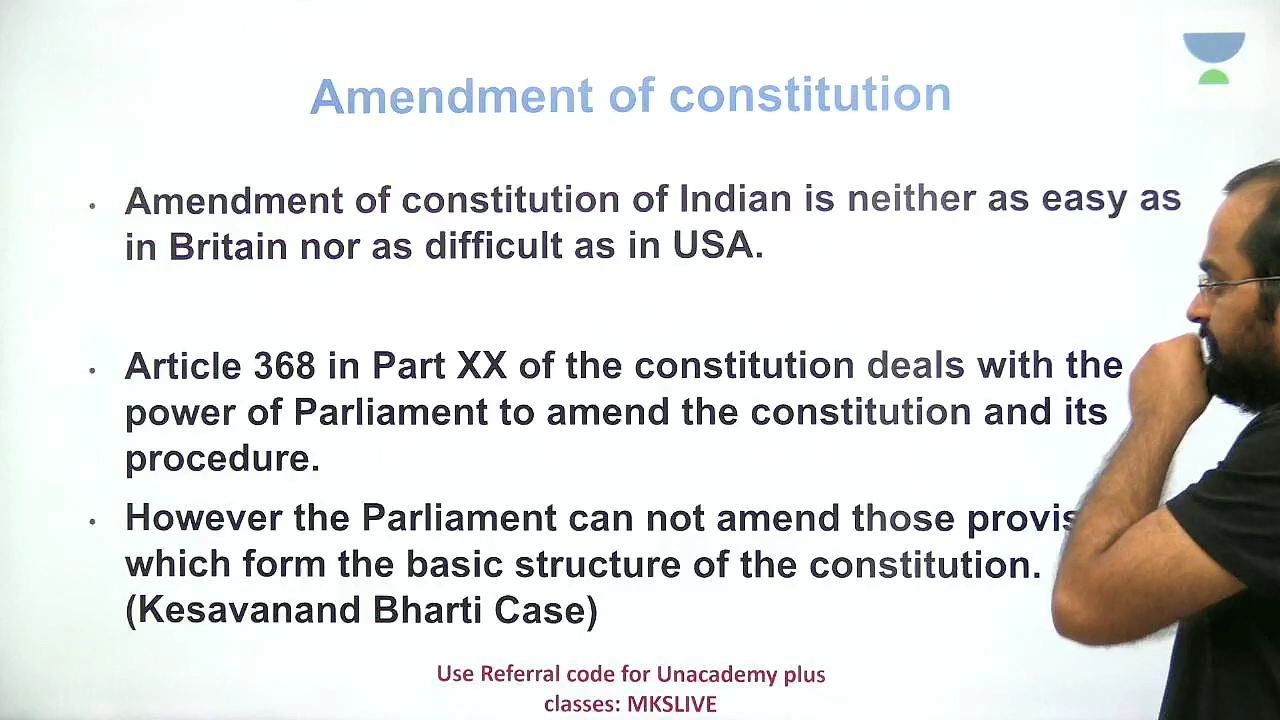 Amendment of constitution
• Amendment of constitution of Indian is neither as easy as
in Britain nor as difficult as in USA.
• Article 368 in Part XX of the constitution deals with the
power of Parliament to amend the constitution and its
procedure.
• However the Parliament can not amend those
which form the basic structure of the constitution.
(Kesavanand Bharti Case)
Use Referral code for Unacademy plus
classes: MKSLIVE